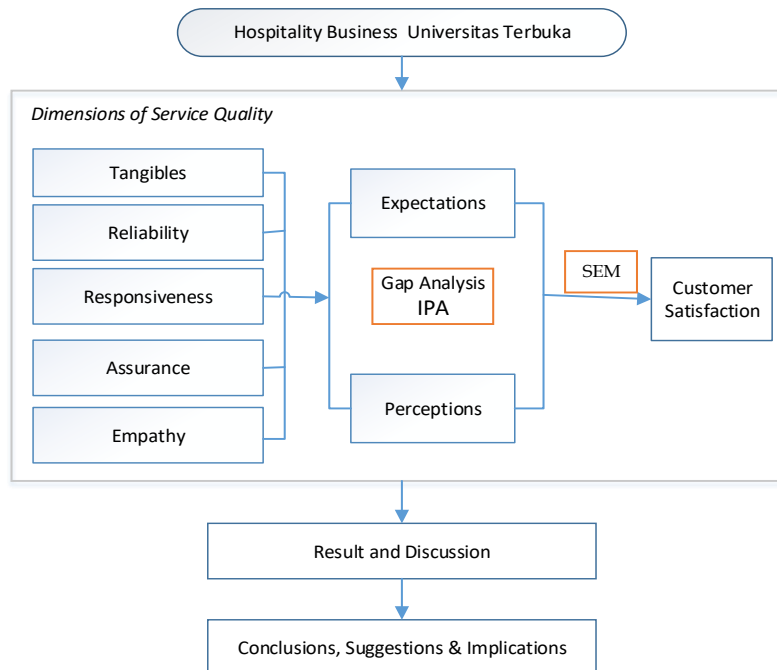 Hospitality Business Universitas Terbuka
Dimensions of Service Quality
Tangibles
Reliability
Responsiveness
Assurance
Empathy
Expectations
Gap Analysis
IPA
Perceptions
SEM
Customer
Satisfaction
Result and Discussion
Conclusions, Suggestions & Implications